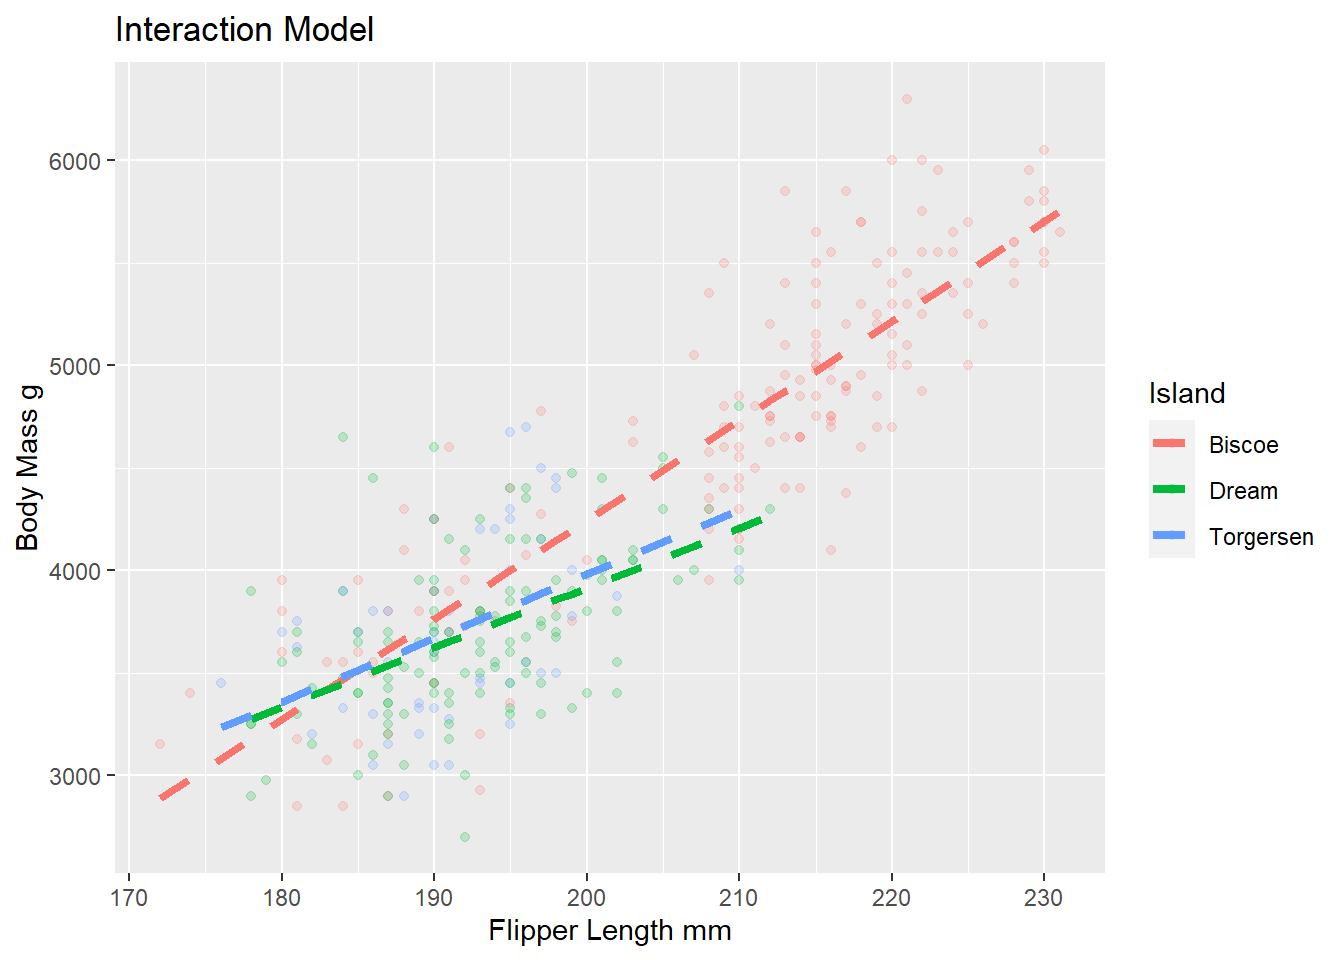 Interaction Model
Body Mass g
6000
5000
4000
3000
170 180 190 200 210 220 230
Flipper Length mm
Island
Biscoe
Dream
Torgersen